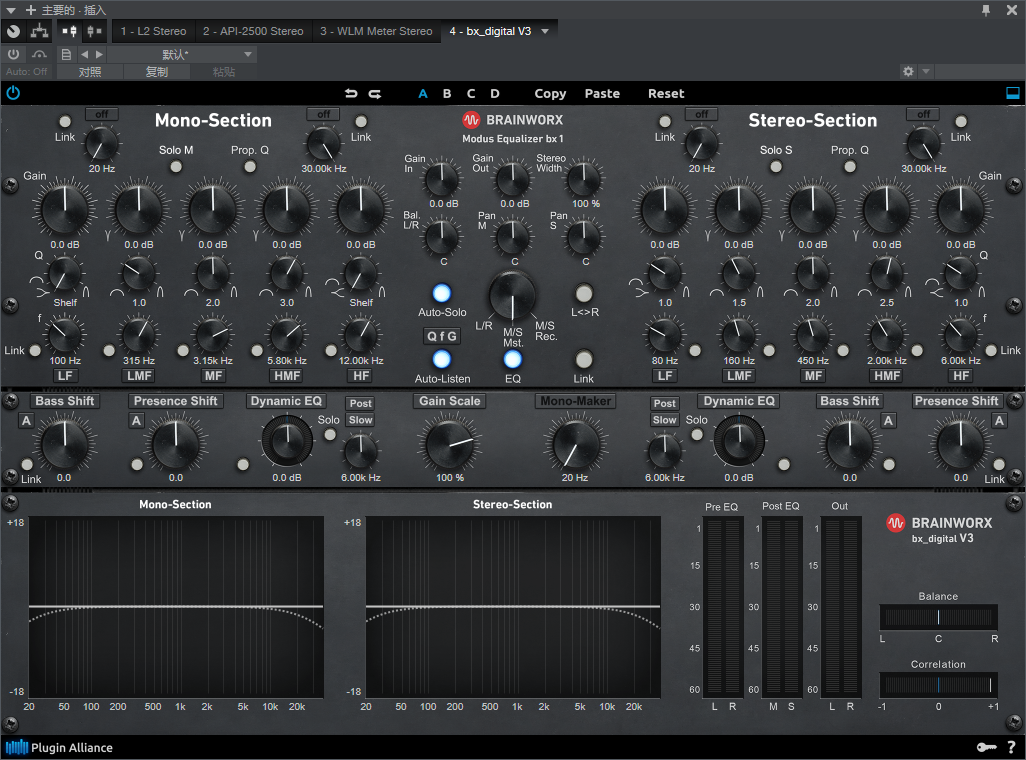 主要的 · 插入
1 - L2 Stereo 2 - API-2500 Stereo 3 - WLM Meter Stereo 4 - bx_digital V3
默认*
Auto: Off 对照 复制 粘贴
A B C D Copy Paste Reset
off off off off
Link Mono-Section Link BRAINWORX Link Stereo-Section Link
Modus Equalizer bx 1
20 Hz Solo M Prop. Q 30.00k Hz Gain In Gain Out Stereo Width 20 Hz Solo S Prop. Q 30.00k Hz
Gain Gain
0.0 dB 0.0 dB 100 %
Bal. L/R Pan M Pan S
0.0 dB 0.0 dB 0.0 dB 0.0 dB 0.0 dB 0.0 dB 0.0 dB 0.0 dB 0.0 dB 0.0 dB
Q C C C Q
Shelf 1.0 2.0 3.0 Shelf 1.0 1.5 2.0 2.5 1.0
Auto-Solo L<>R
f L/R M/S Mst. M/S Rec. f
Q f G
Link Link
100 Hz 315 Hz 3.15k Hz 5.80k Hz 12.00k Hz 80 Hz 160 Hz 450 Hz 2.00k Hz 6.00k Hz
LF LMF MF HMF HF Auto-Listen EQ Link LF LMF MF HMF HF
Bass Shift Presence Shift Dynamic EQ Post Gain Scale Mono-Maker Post Dynamic EQ Bass Shift Presence Shift
A A Solo Slow Slow Solo A A
Link 0.0 0.0 0.0 dB 6.00k Hz 100 % 20 Hz 6.00k Hz 0.0 dB 0.0 0.0 Link
Mono-Section Stereo-Section Pre EQ Post EQ Out
+18 +18 1 1 1
BRAINWORX
bx_digital V3
15 15 15
30 30 30
Balance
L C R
45 45 45
Correlation
-18 -18 60 60 60
20 50 100 200 500 1k 2k 5k 10k 20k 20 50 100 200 500 1k 2k 5k 10k 20k L R M S L R -1 0 +1
Plugin Alliance ?